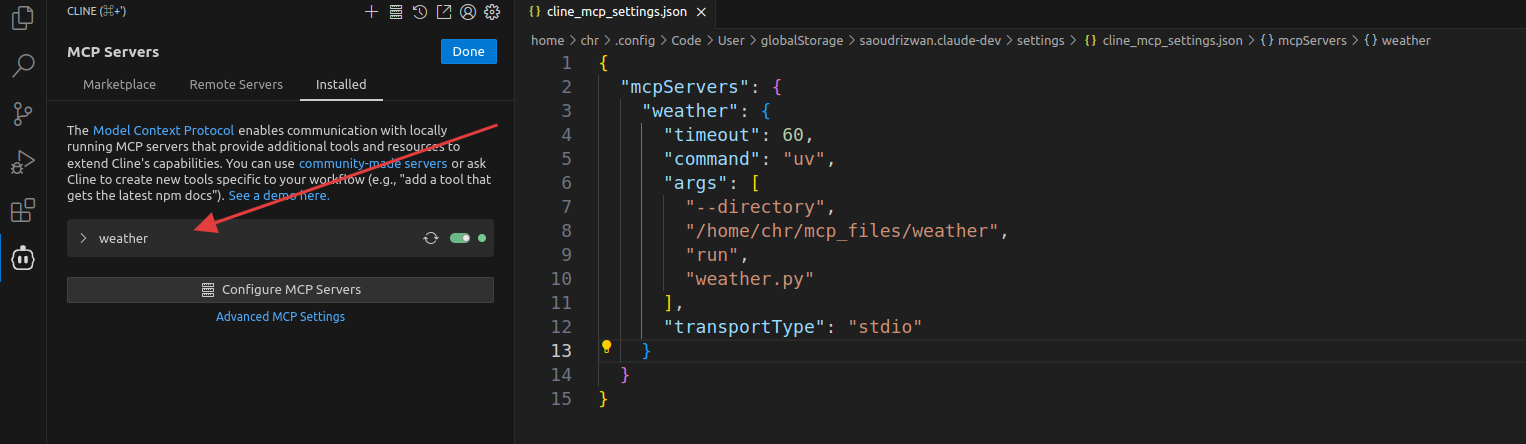 CLINE (⌘+')
MCP Servers
Done
Marketplace
Remote Servers
Installed
The Model Context Protocol enables communication with locally
running MCP servers that provide additional tools and resources to
extend Cline's capabilities. You can use community-made servers or ask
Cline to create new tools specific to your workflow (e.g., "add a tool that
gets the latest npm docs"). See a demo here.
weather
Configure MCP Servers
Advanced MCP Settings
{} cline_mcp_settings.json ×
home > chr > .config > Code > User > globalStorage > saoudrizwan.claude-dev > settings > {} cline_mcp_settings.json > {} mcpServers > {} weather
1 {
2 "mcpServers": {
3 "weather": {
4 "timeout": 60,
5 "command": "uv",
6 "args": [
7 "--directory",
8 "/home/chr/mcp_files/weather",
9 "run",
10 "weather.py"
11 ],
12 "transportType": "stdio"
13 }
14 }
15 }